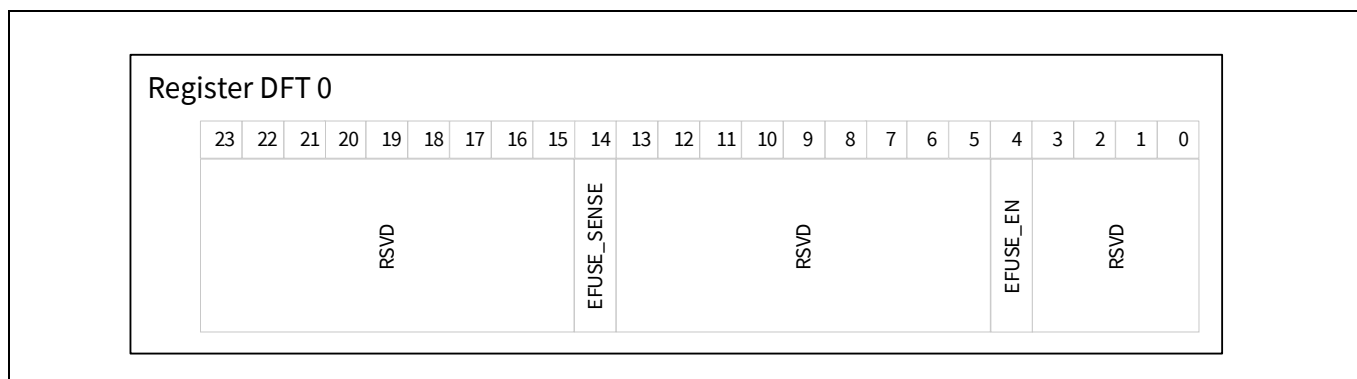 Register DFT 0
23 22 21 20 19 18 17 16 15 14 13 12 11 10 9 8 7 6 5 4 3 2 1 0
RSVD EFUSE_SENSE RSVD EFUSE_EN RSVD